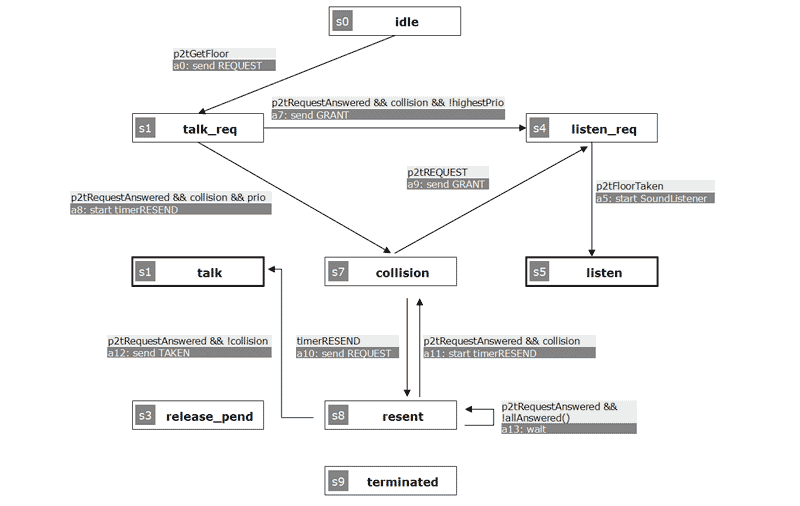 s0 idle
p2tGetFloor
a0: send REQUEST
p2tRequestAnswered && collision && !highestPrio
a7: send GRANT
s1 talk_req
s4 listen_req
p2tREQUEST
a9: send GRANT
p2tFloorTaken
a5: start SoundListener
p2tRequestAnswered && collision && prio
a8: start timerRESEND
s1 talk
s7 collision
s5 listen
p2tRequestAnswered && !collision
a12: send TAKEN
timerRESEND
a10: send REQUEST
p2tRequestAnswered && collision
a11: start timerRESEND
s3 release_pend
s8 resent
p2tRequestAnswered &&
!allAnswered()
a13: wait
s9 terminated